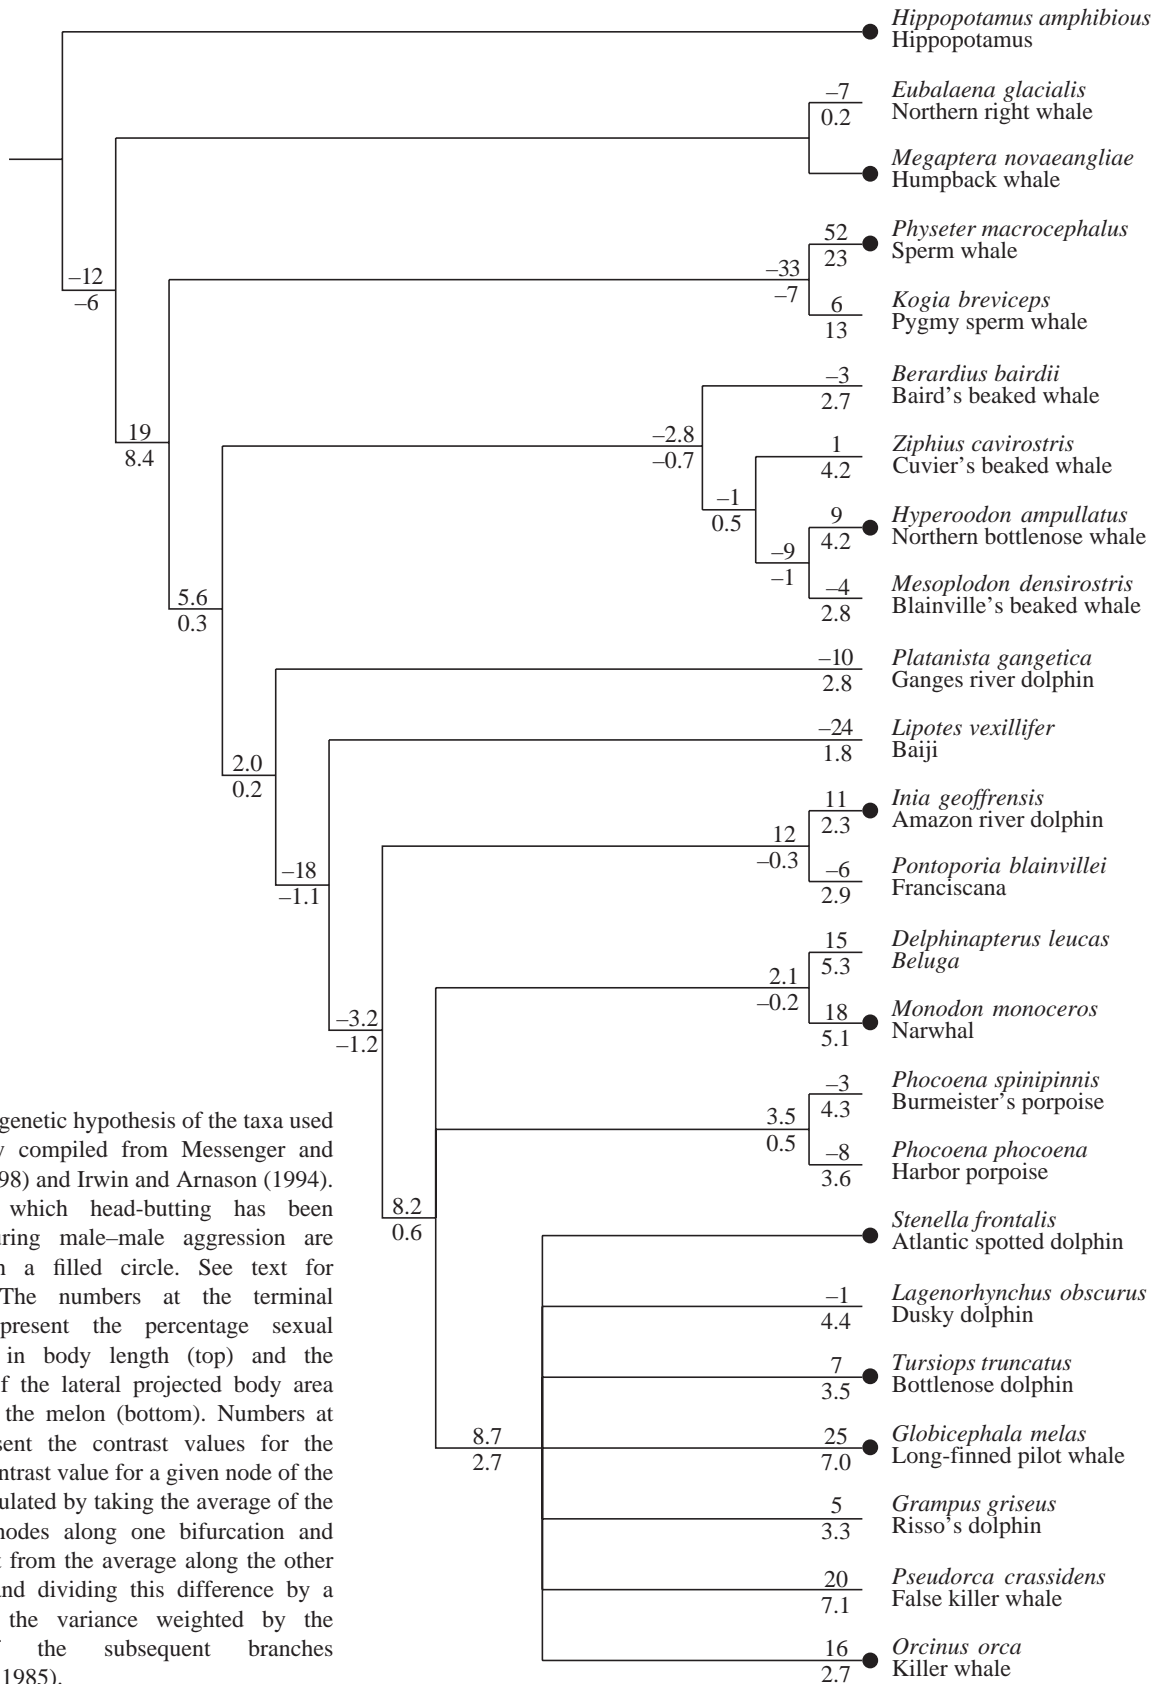 Hippopotamus amphibious
Hippopotamus
–7
0.2
Eubalaena glacialis
Northern right whale
Megaptera novaeangliae
Humpback whale
52
23
Physeter macrocephalus
Sperm whale
–33
–7
–12
–6
6
13
Kogia breviceps
Pygmy sperm whale
–3
2.7
Berardius bairdii
Baird's beaked whale
19
8.4
–2.8
–0.7
1
4.2
Ziphius cavirostris
Cuvier's beaked whale
–1
0.5
9
4.2
Hyperoodon ampullatus
Northern bottlenose whale
–9
–1
–4
2.8
Mesoplodon densirostris
Blainville's beaked whale
5.6
0.3
–10
2.8
Platanista gangetica
Ganges river dolphin
–24
1.8
Lipotes vexillifer
Baiji
2.0
0.2
11
2.3
Inia geoffrensis
Amazon river dolphin
12
–0.3
–18
–1.1
–6
2.9
Pontoporia blainvillei
Franciscana
15
5.3
Delphinapterus leucas
Beluga
2.1
–0.2
18
5.1
Monodon monoceros
Narwhal
–3.2
–1.2
–3
4.3
Phocoena spinipinnis
Burmeister's porpoise
3.5
0.5
–8
3.6
Phocoena phocoena
Harbor porpoise
8.2
0.6
Stenella frontalis
Atlantic spotted dolphin
–1
4.4
Lagenorhynchus obscurus
Dusky dolphin
7
3.5
Tursiops truncatus
Bottlenose dolphin
8.7
2.7
25
7.0
Globicephala melas
Long-finned pilot whale
5
3.3
Grampus griseus
Risso's dolphin
20
7.1
Pseudorca crassidens
False killer whale
16
2.7
Orcinus orca
Killer whale
genetic hypothesis of the taxa used
compiled from Messenger and
98) and Irwin and Arnason (1994).
which head-butting has been
uring male–male aggression are
a filled circle. See text for
The numbers at the terminal
present the percentage sexual
in body length (top) and the
f the lateral projected body area
the melon (bottom). Numbers at
sent the contrast values for the
ntrast value for a given node of the
ulated by taking the average of the
nodes along one bifurcation and
t from the average along the other
and dividing this difference by a
the variance weighted by the
the subsequent branches
1985).